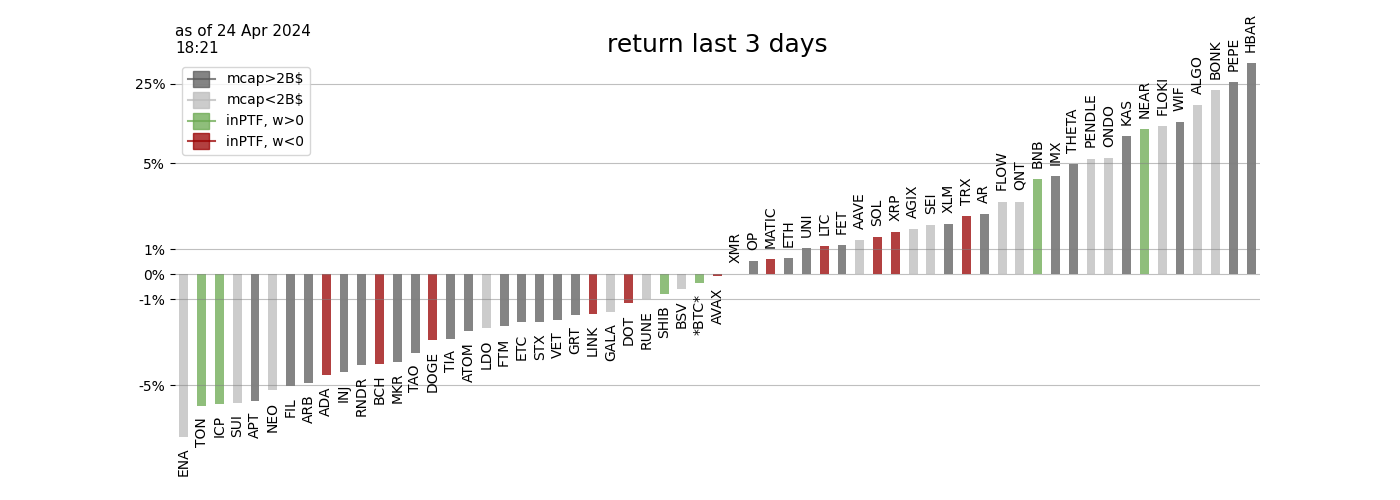 as of 24 Apr 2024
18:21
return last 3 days
mcap>2B$
mcap<2B$
inPTF, w>0
inPTF, w<0
25%
5%
1%
0%
-1%
-5%
ENA
TON
ICP
SUI
APT
NEO
FIL
ARB
ADA
INJ
RNDR
BCH
MKR
TAO
DOGE
TIA
ATOM
LDO
FTM
ETC
STX
VET
GRT
LINK
GALA
DOT
RUNE
SHIB
BSV
*BTC*
AVAX
XMR
OP
MATIC
ETH
UNI
LTC
FET
AAVE
SOL
XRP
AGIX
SEI
XLM
TRX
AR
FLOW
QNT
BNB
IMX
THETA
PENDLE
ONDO
KAS
NEAR
FLOKI
WIF
ALGO
BONK
PEPE
HBAR